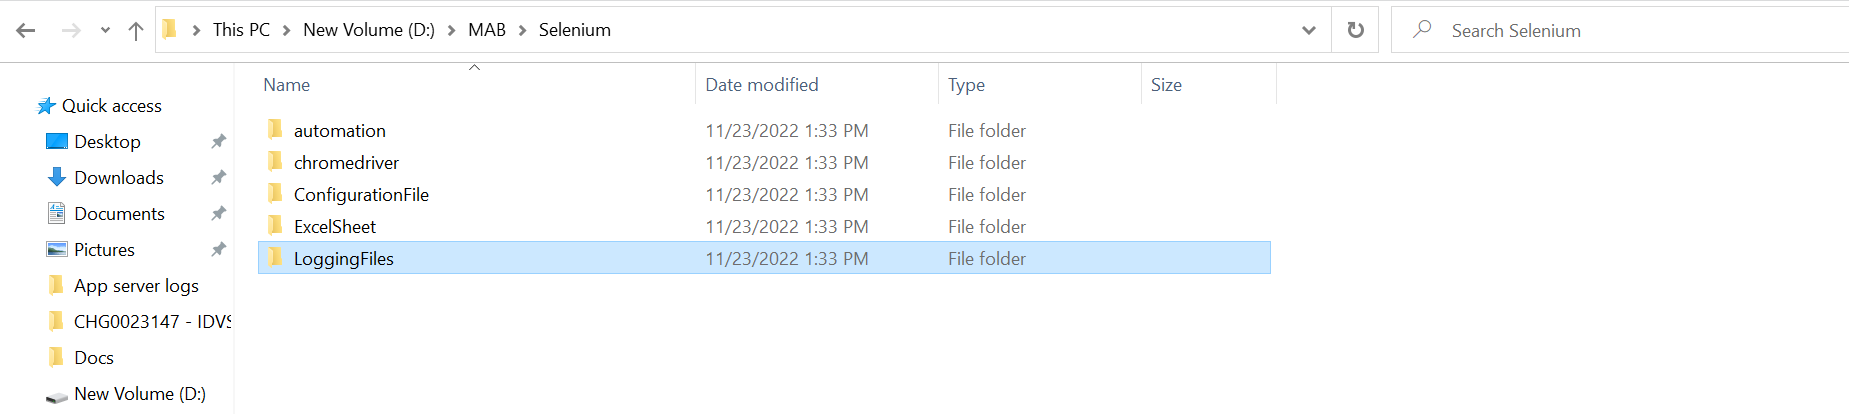 This PC New Volume (D:) MAB Selenium
Search Selenium
Name Date modified Type Size
Quick access
Desktop
Downloads
Documents
Pictures
App server logs
CHG0023147 - IDVS
Docs
New Volume (D:)
automation 11/23/2022 1:33 PM File folder
chromedriver 11/23/2022 1:33 PM File folder
ConfigurationFile 11/23/2022 1:33 PM File folder
ExcelSheet 11/23/2022 1:33 PM File folder
LoggingFiles 11/23/2022 1:33 PM File folder